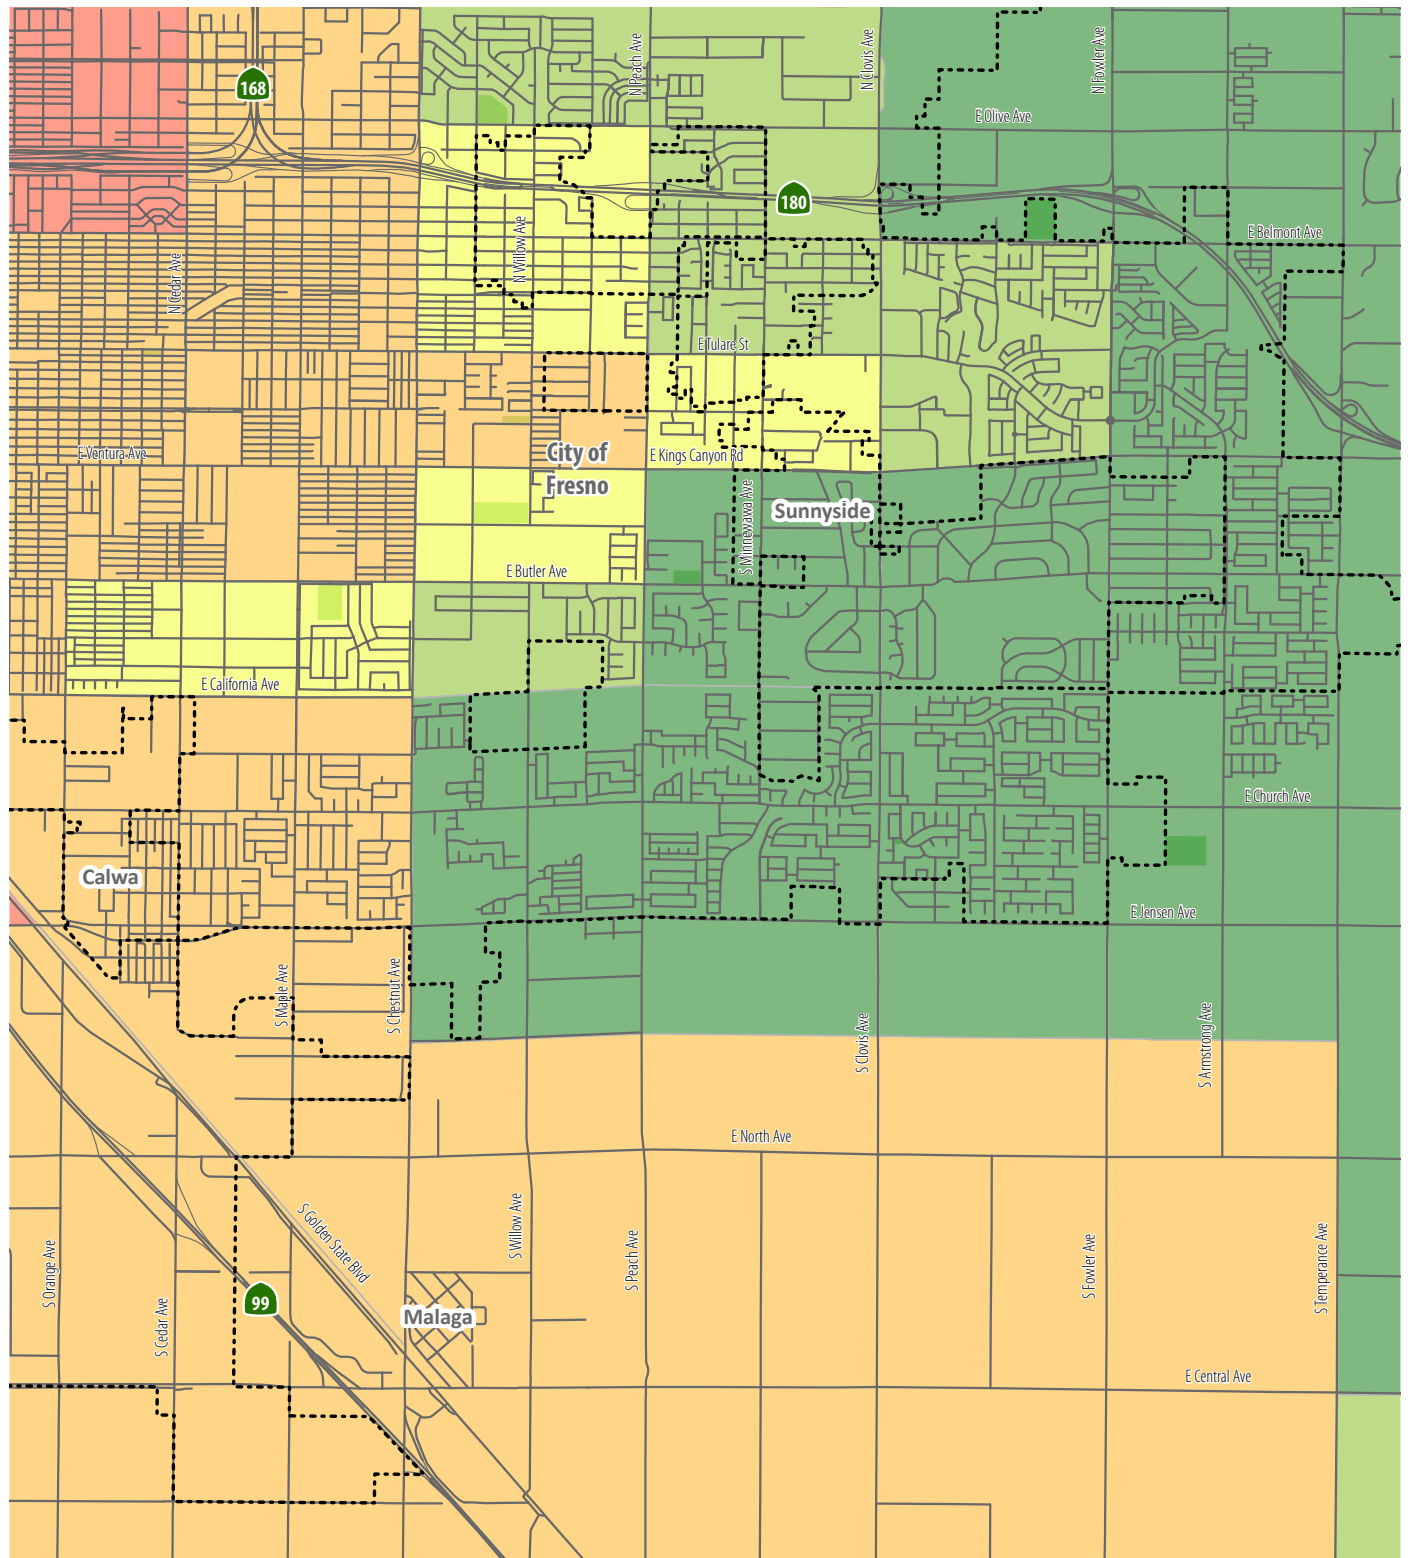 N Peach Ave
N Clovis Ave
N Fowler Ave
168
E Olive Ave
180
E Belmont Ave
N Willow Ave
N Cedar Ave
E Tulare St
E Ventura Ave
City of
Fresno
E Kings Canyon Rd
S Minnewawa Ave
Sunnyside
E Butler Ave
E California Ave
E Church Ave
Calwa
E Jensen Ave
S Maple Ave
S Chestnut Ave
S Clovis Ave
S Armstrong Ave
E North Ave
S Golden State Blvd
S Willow Ave
S Peach Ave
S Fowler Ave
S Temperance Ave
S Orange Ave
S Cedar Ave
99
Malaga
E Central Ave